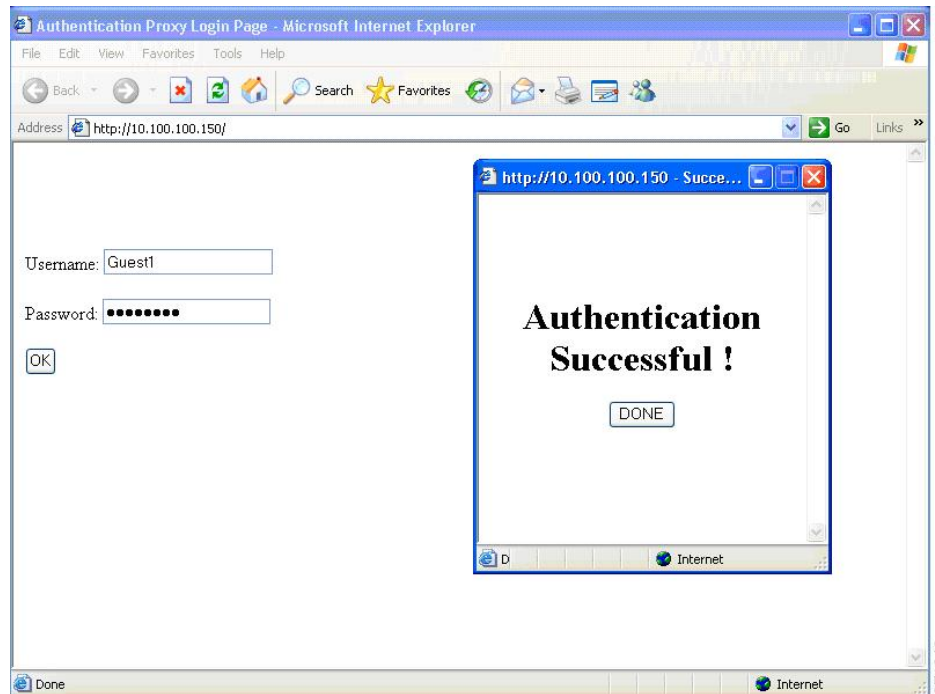 Authentication Proxy Login Page - Microsoft Internet Explorer
File Edit View Favorites Tools Help
Back Search Favorites
Address http://10.100.100.150/ Go Links »
http://10.100.100.150 - Succe...
Username: Guest1
Password: ••••••••
OK
Authentication
Successful !
DONE
D Internet
Done Internet